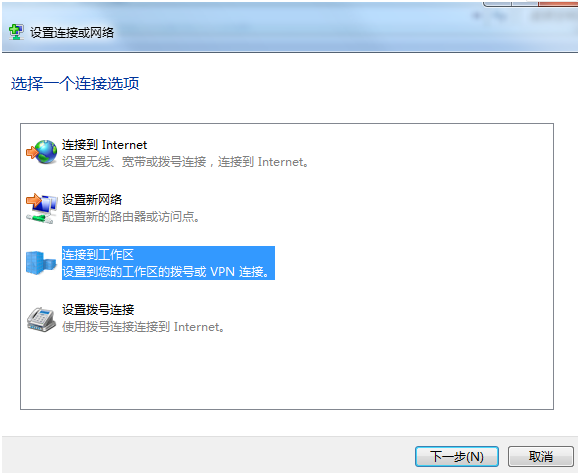 设置连接或网络
选择一个连接选项
连接到 Internet
设置无线、宽带或拨号连接，连接到 Internet。
设置新网络
配置新的路由器或访问点。
连接到工作区
设置到您的工作区的拨号或 VPN 连接。
设置拨号连接
使用拨号连接连接到 Internet。
下一步(N)
取消